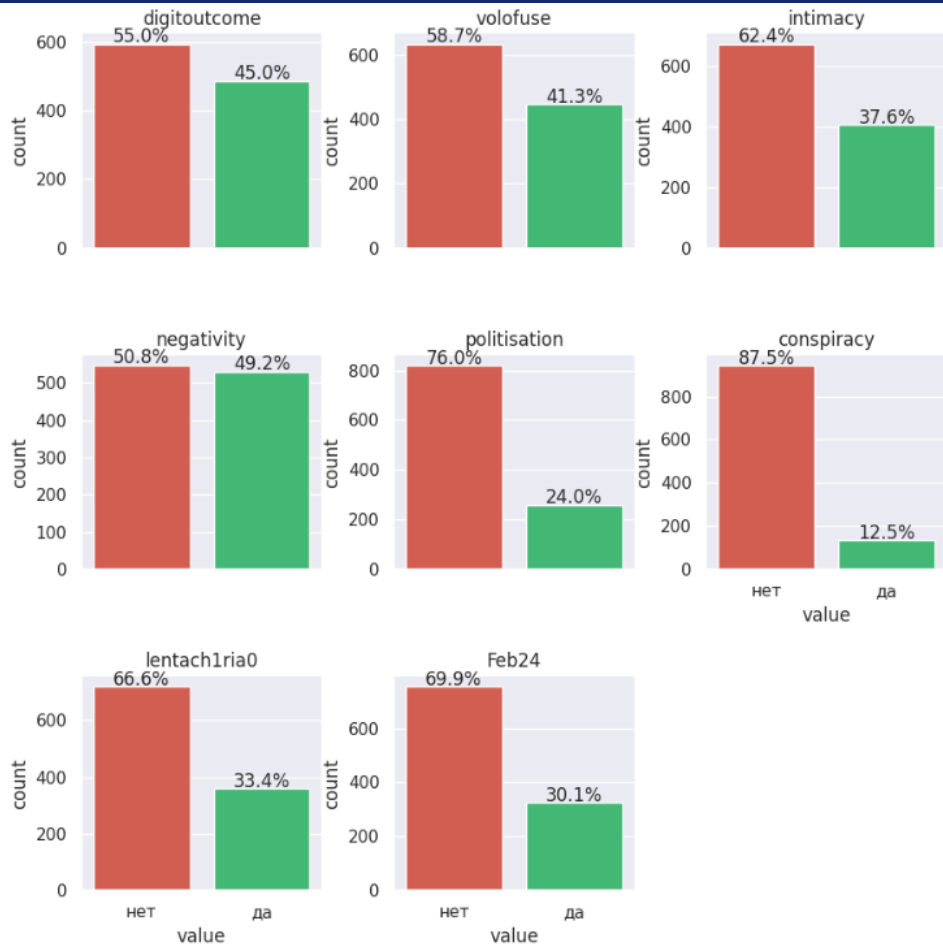 digitoutcome
volofuse
intimacy
600
400
200
0
count
55.0%
45.0%
600
400
200
0
count
58.7%
41.3%
600
400
200
0
count
62.4%
37.6%
negativity
politisation
conspiracy
500
400
300
200
100
0
count
50.8%
49.2%
800
600
400
200
0
count
76.0%
24.0%
800
600
400
200
0
count
87.5%
12.5%
нет да
value
lentach1ria0
Feb24
600
400
200
0
count
66.6%
33.4%
нет да
value
600
400
200
0
count
69.9%
30.1%
нет да
value